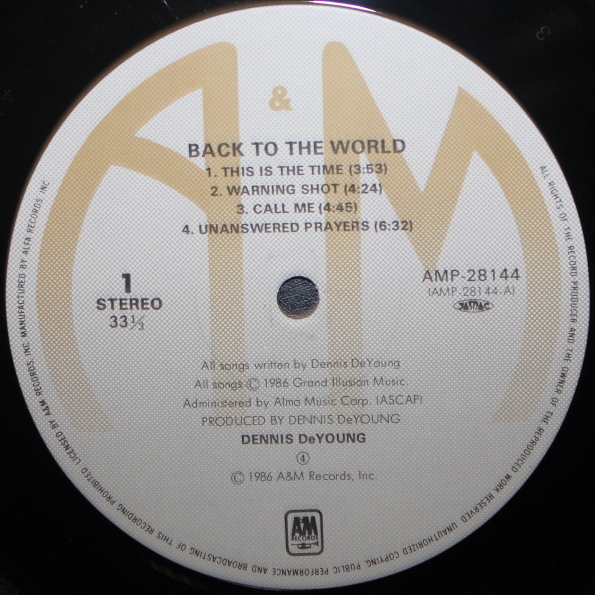 A&M
BACK TO THE WORLD
1. THIS IS THE TIME (3:53)
2. WARNING SHOT (4:24)
3. CALL ME (4:45)
4. UNANSWERED PRAYERS (6:32)
1
STEREO
33 1/3
AMP-28144
(AMP-28144-A)
JASRAC
All songs written by Dennis DeYoung
All songs Ⓒ 1986 Grand Illusion Music.
Administered by Almo Music Corp. (ASCAP)
PRODUCED BY DENNIS DeYOUNG
DENNIS DeYOUNG
④
Ⓒ 1986 A&M Records, Inc.
A&M
RECORDS
ALL RIGHTS OF THE RECORD PRODUCER AND THE OWNER OF THE REPRODUCED WORK RESERVED. UNAUTHORIZED COPYING, PUBLIC PERFORMANCE AND BROADCASTING OF THIS RECORDING PROHIBITED. LICENSED BY A&M RECORDS, INC. MANUFACTURED BY ALFA RECORDS, INC.